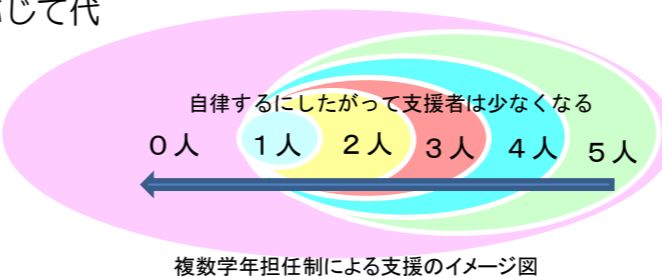 じて代
自律するにしたがって支援者は少なくなる
０人 １人 ２人 ３人 ４人 ５人
複数学年担任制による支援のイメージ図